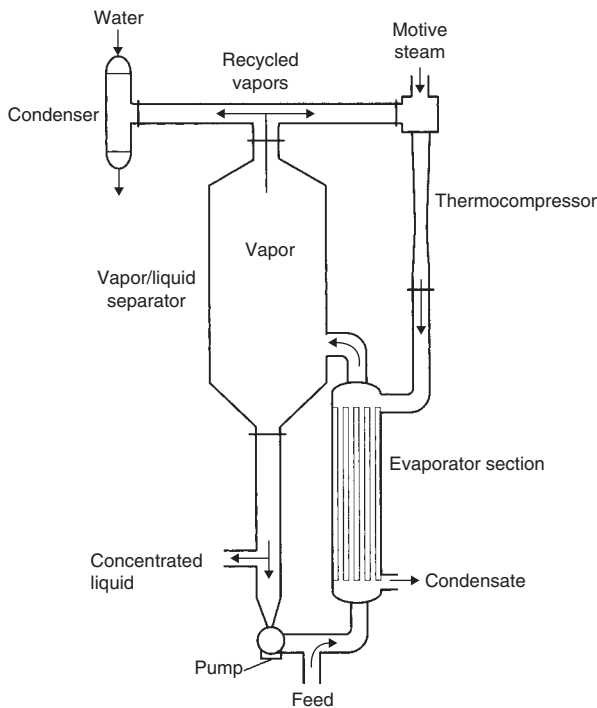 Water
Motive
steam
Recycled
vapors
Condenser
Thermocompressor
Vapor
Vapor/liquid
separator
Evaporator section
Concentrated
liquid
Condensate
Pump
Feed